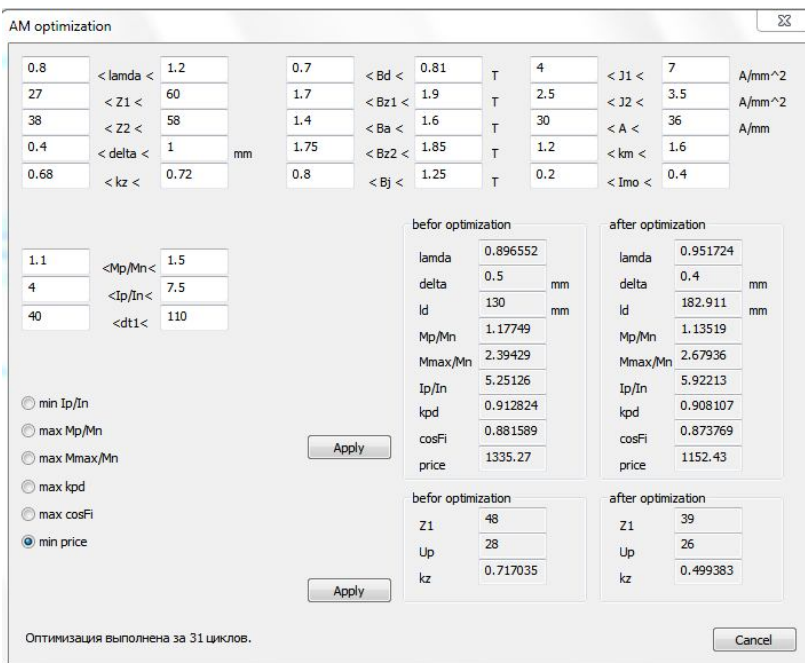 AM optimization
0.8 < lamda < 1.2 0.7 < Bd < 0.81 T 4 < J1 < 7 A/mm^2
27 < Z1 < 60 1.7 < Bz1 < 1.9 T 2.5 < J2 < 3.5 A/mm^2
38 < Z2 < 58 1.4 < Ba < 1.6 T 30 < A < 36 A/mm
0.4 < delta < 1 mm 1.75 < Bz2 < 1.85 T 1.2 < km < 1.6
0.68 < kz < 0.72 0.8 < Bj < 1.25 T 0.2 < Imo < 0.4
1.1 <Mp/Mn< 1.5
4 <Ip/In< 7.5
40 <dt1< 110
min Ip/In
max Mp/Mn
max Mmax/Mn
max kpd
max cosFi
min price
Apply
befor optimization
lamda 0.896552
delta 0.5 mm
ld 130 mm
Mp/Mn 1.17749
Mmax/Mn 2.39429
Ip/In 5.25126
kpd 0.912824
cosFi 0.881589
price 1335.27
after optimization
lamda 0.951724
delta 0.4 mm
ld 182.911 mm
Mp/Mn 1.13519
Mmax/Mn 2.67936
Ip/In 5.92213
kpd 0.908107
cosFi 0.873769
price 1152.43
Apply
befor optimization
Z1 48
Up 28
kz 0.717035
after optimization
Z1 39
Up 26
kz 0.499383
Оптимизация выполнена за 31 циклов.
Cancel